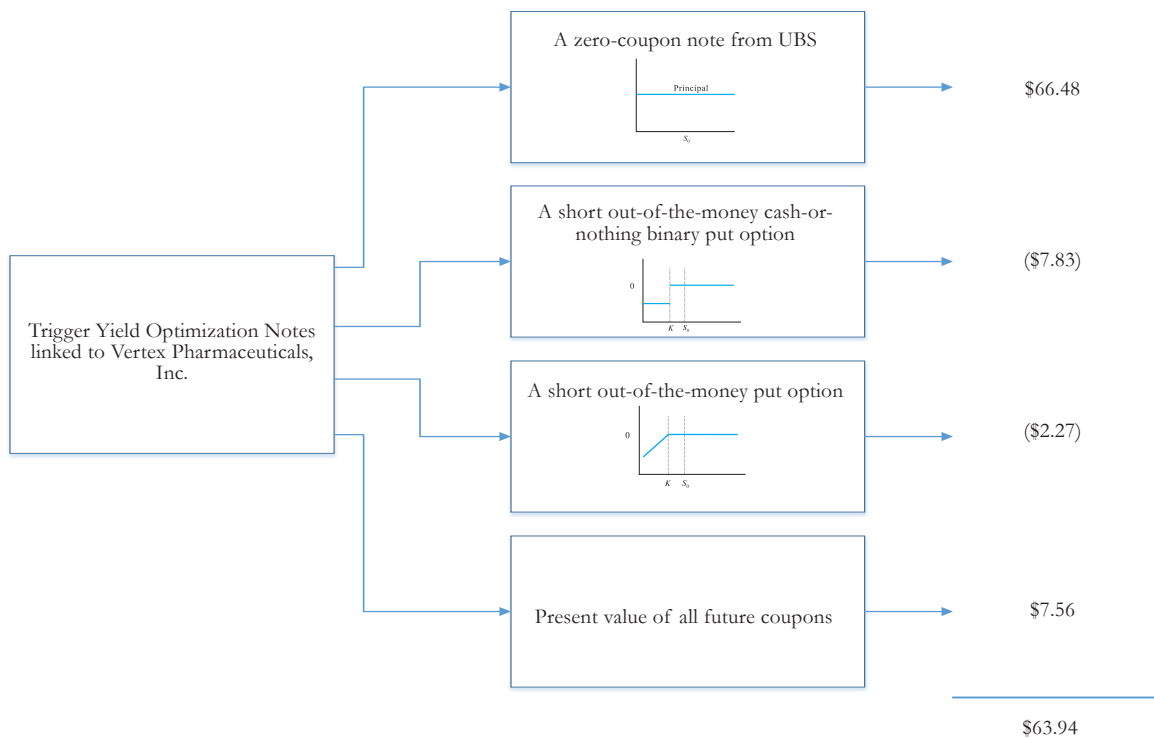 A zero-coupon note from UBS
Principal
S₀
$66.48
A short out-of-the-money cash-or-
nothing binary put option
0
K S₀
($7.83)
Trigger Yield Optimization Notes
linked to Vertex Pharmaceuticals,
Inc.
A short out-of-the-money put option
0
K S₀
($2.27)
Present value of all future coupons
$7.56
$63.94